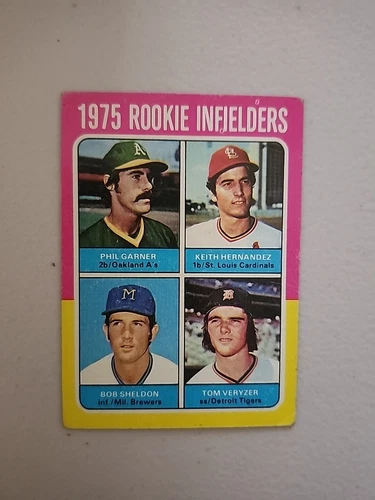 1975 ROOKIE INFIELDERS
A's
PHIL GARNER
2b/Oakland A's
KEITH HERNANDEZ
1b/St. Louis Cardinals
M
BOB SHELDON
inf./Mil. Brewers
TOM VERYZER
ss/Detroit Tigers